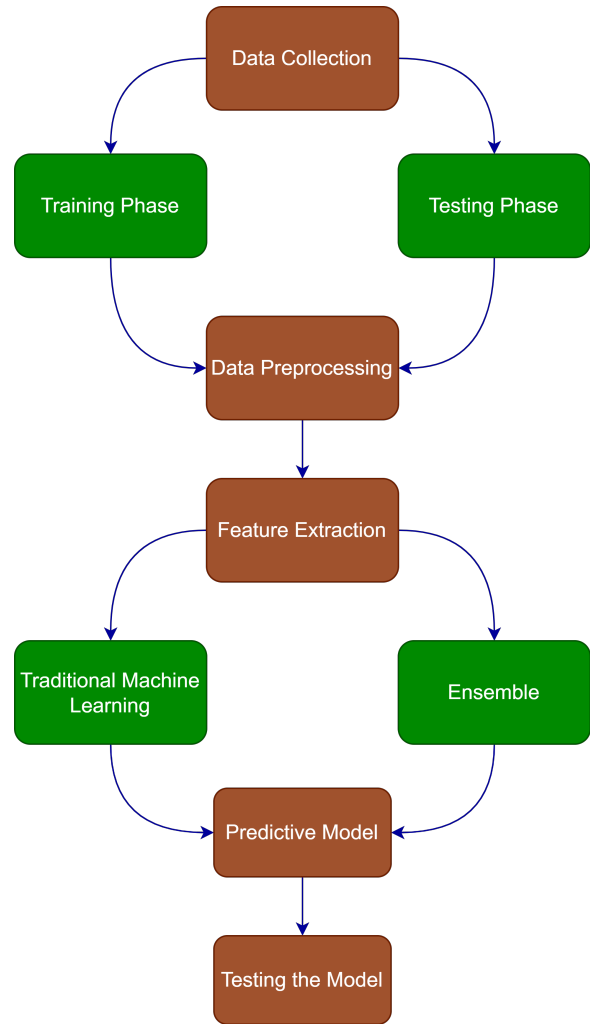 Data Collection
Training Phase
Testing Phase
Data Preprocessing
Feature Extraction
Traditional Machine
Learning
Ensemble
Predictive Model
Testing the Model